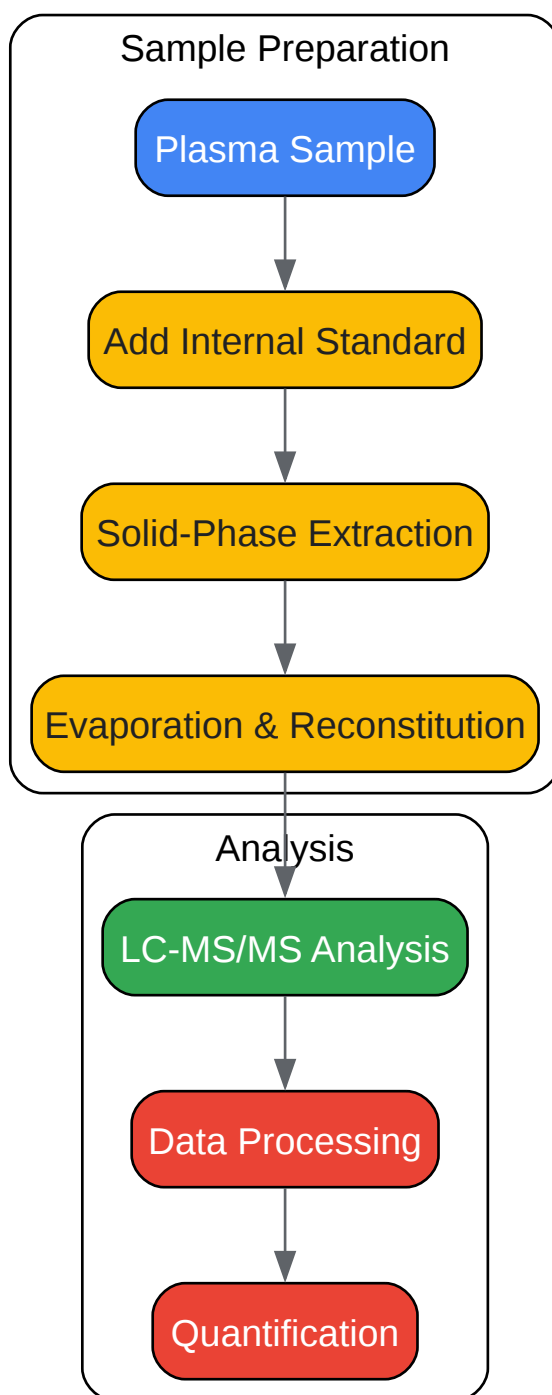 Sample Preparation
Plasma Sample
Add Internal Standard
Solid-Phase Extraction
Evaporation & Reconstitution
Analysis
LC-MS/MS Analysis
Data Processing
Quantification